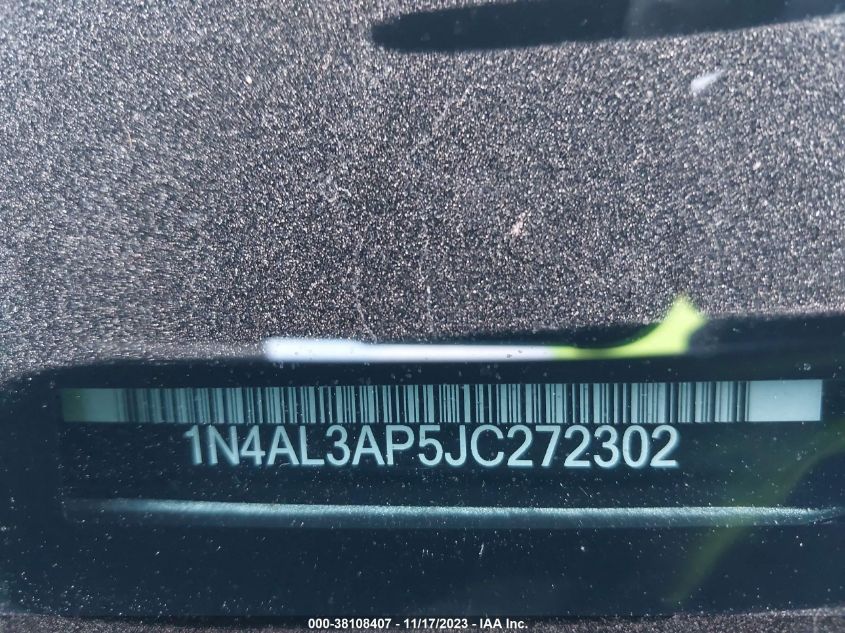 1N4AL3AP5JC272302
000-38108407 - 11/17/2023 - IAA Inc.